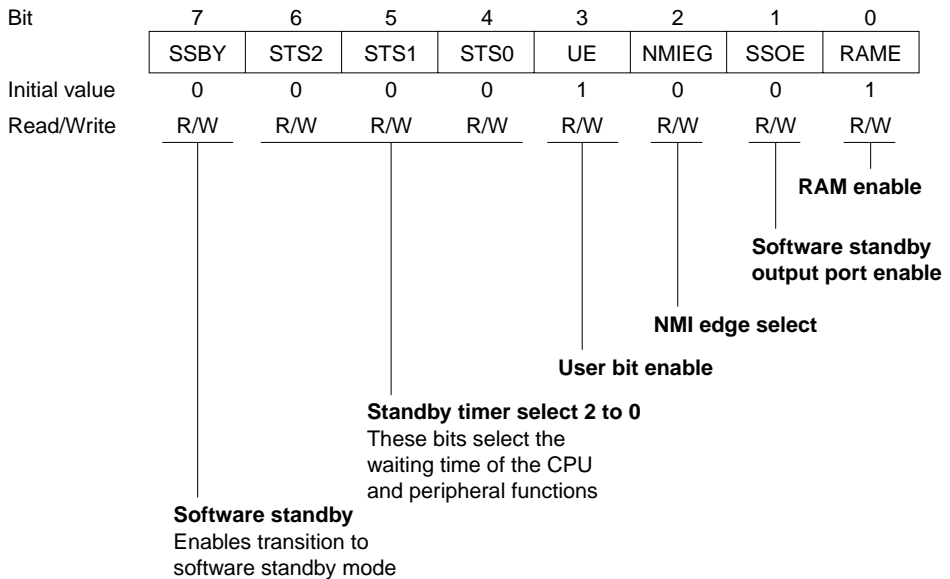 Bit 7 6 5 4 3 2 1 0
SSBY STS2 STS1 STS0 UE NMIEG SSOE RAME
Initial value 0 0 0 0 1 0 0 1
Read/Write R/W R/W R/W R/W R/W R/W R/W R/W
RAM enable
Software standby
output port enable
NMI edge select
User bit enable
Standby timer select 2 to 0
These bits select the
waiting time of the CPU
and peripheral functions
Software standby
Enables transition to
software standby mode